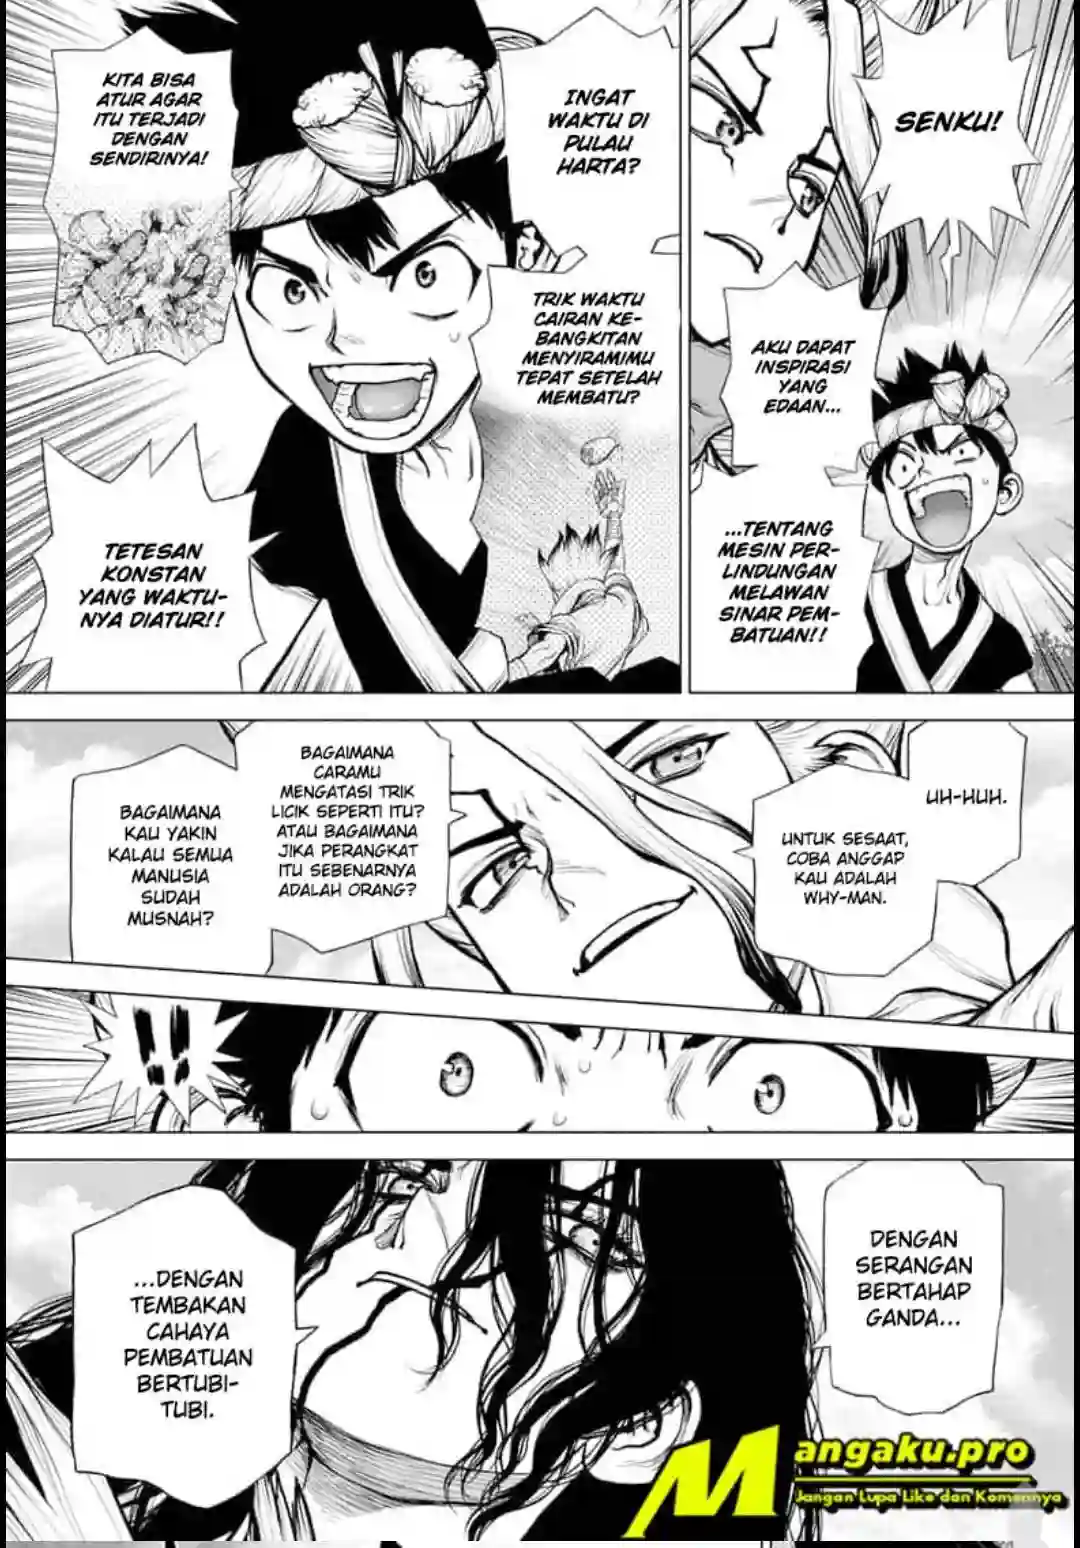 SENKU!
AKU DAPAT
INSPIRASI
YANG
EDAAN...
...TENTANG
MESIN PER-
LINDUNGAN
MELAWAN
SINAR PEM-
BATUAN!!
INGAT
WAKTU DI
PULAU
HARTA?
TRIK WAKTU
CAIRAN KE-
BANGKITAN
MENYIRAMIMU
TEPAT SETELAH
MEMBATU?
KITA BISA
ATUR AGAR
ITU TERJADI
DENGAN
SENDIRINYA!
TETESAN
KONSTAN
YANG WAKTU-
NYA DIATUR!!
UH-HUH.
UNTUK SESAAT,
COBA ANGGAP
KAU ADALAH
WHY-MAN.
BAGAIMANA
CARAMU
MENGATASI TRIK
LICIK SEPERTI ITU?
ATAU BAGAIMANA
JIKA PERANGKAT
ITU SEBENARNYA
ADALAH ORANG?
BAGAIMANA
KAU YAKIN
KALAU SEMUA
MANUSIA
SUDAH
MUSNAH?
!!
DENGAN
SERANGAN
BERTAHAP
GANDA...
...DENGAN
TEMBAKAN
CAHAYA
PEMBATUAN
BERTUBI-
TUBI.
Mangaku.pro
Jangan Lupa Like dan Komennya